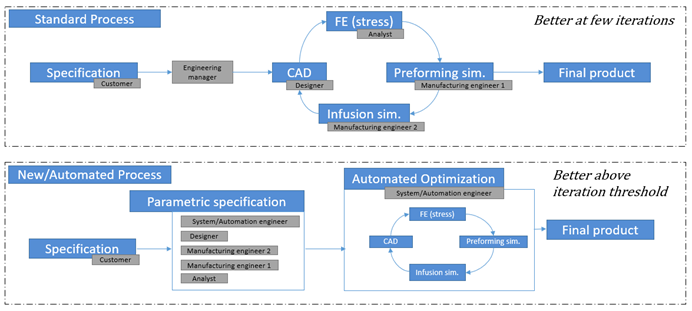 Standard Process
Better at few iterations
FE (stress)
Analyst
Specification
Customer
Engineering
manager
CAD
Designer
Preforming sim.
Manufacturing engineer 1
Final product
Infusion sim.
Manufacturing engineer 2
New/Automated Process
Better above
iteration threshold
Parametric specification
System/Automation engineer
Designer
Manufacturing engineer 2
Manufacturing engineer 1
Analyst
Specification
Customer
Automated Optimization
System/Automation engineer
FE (stress)
CAD
Preforming sim.
Infusion sim.
Final product